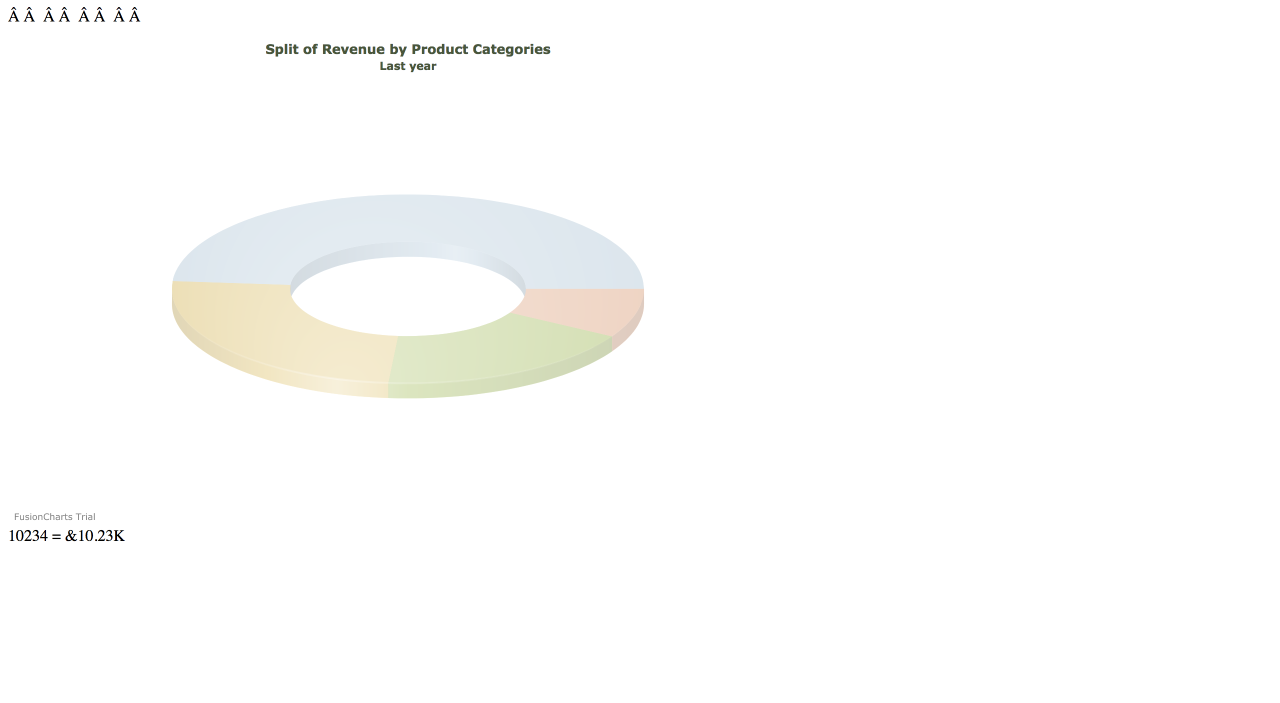 Â Â Â Â Â Â Â Â
Split of Revenue by Product Categories
Last year
FusionCharts Trial
10234 = &10.23K